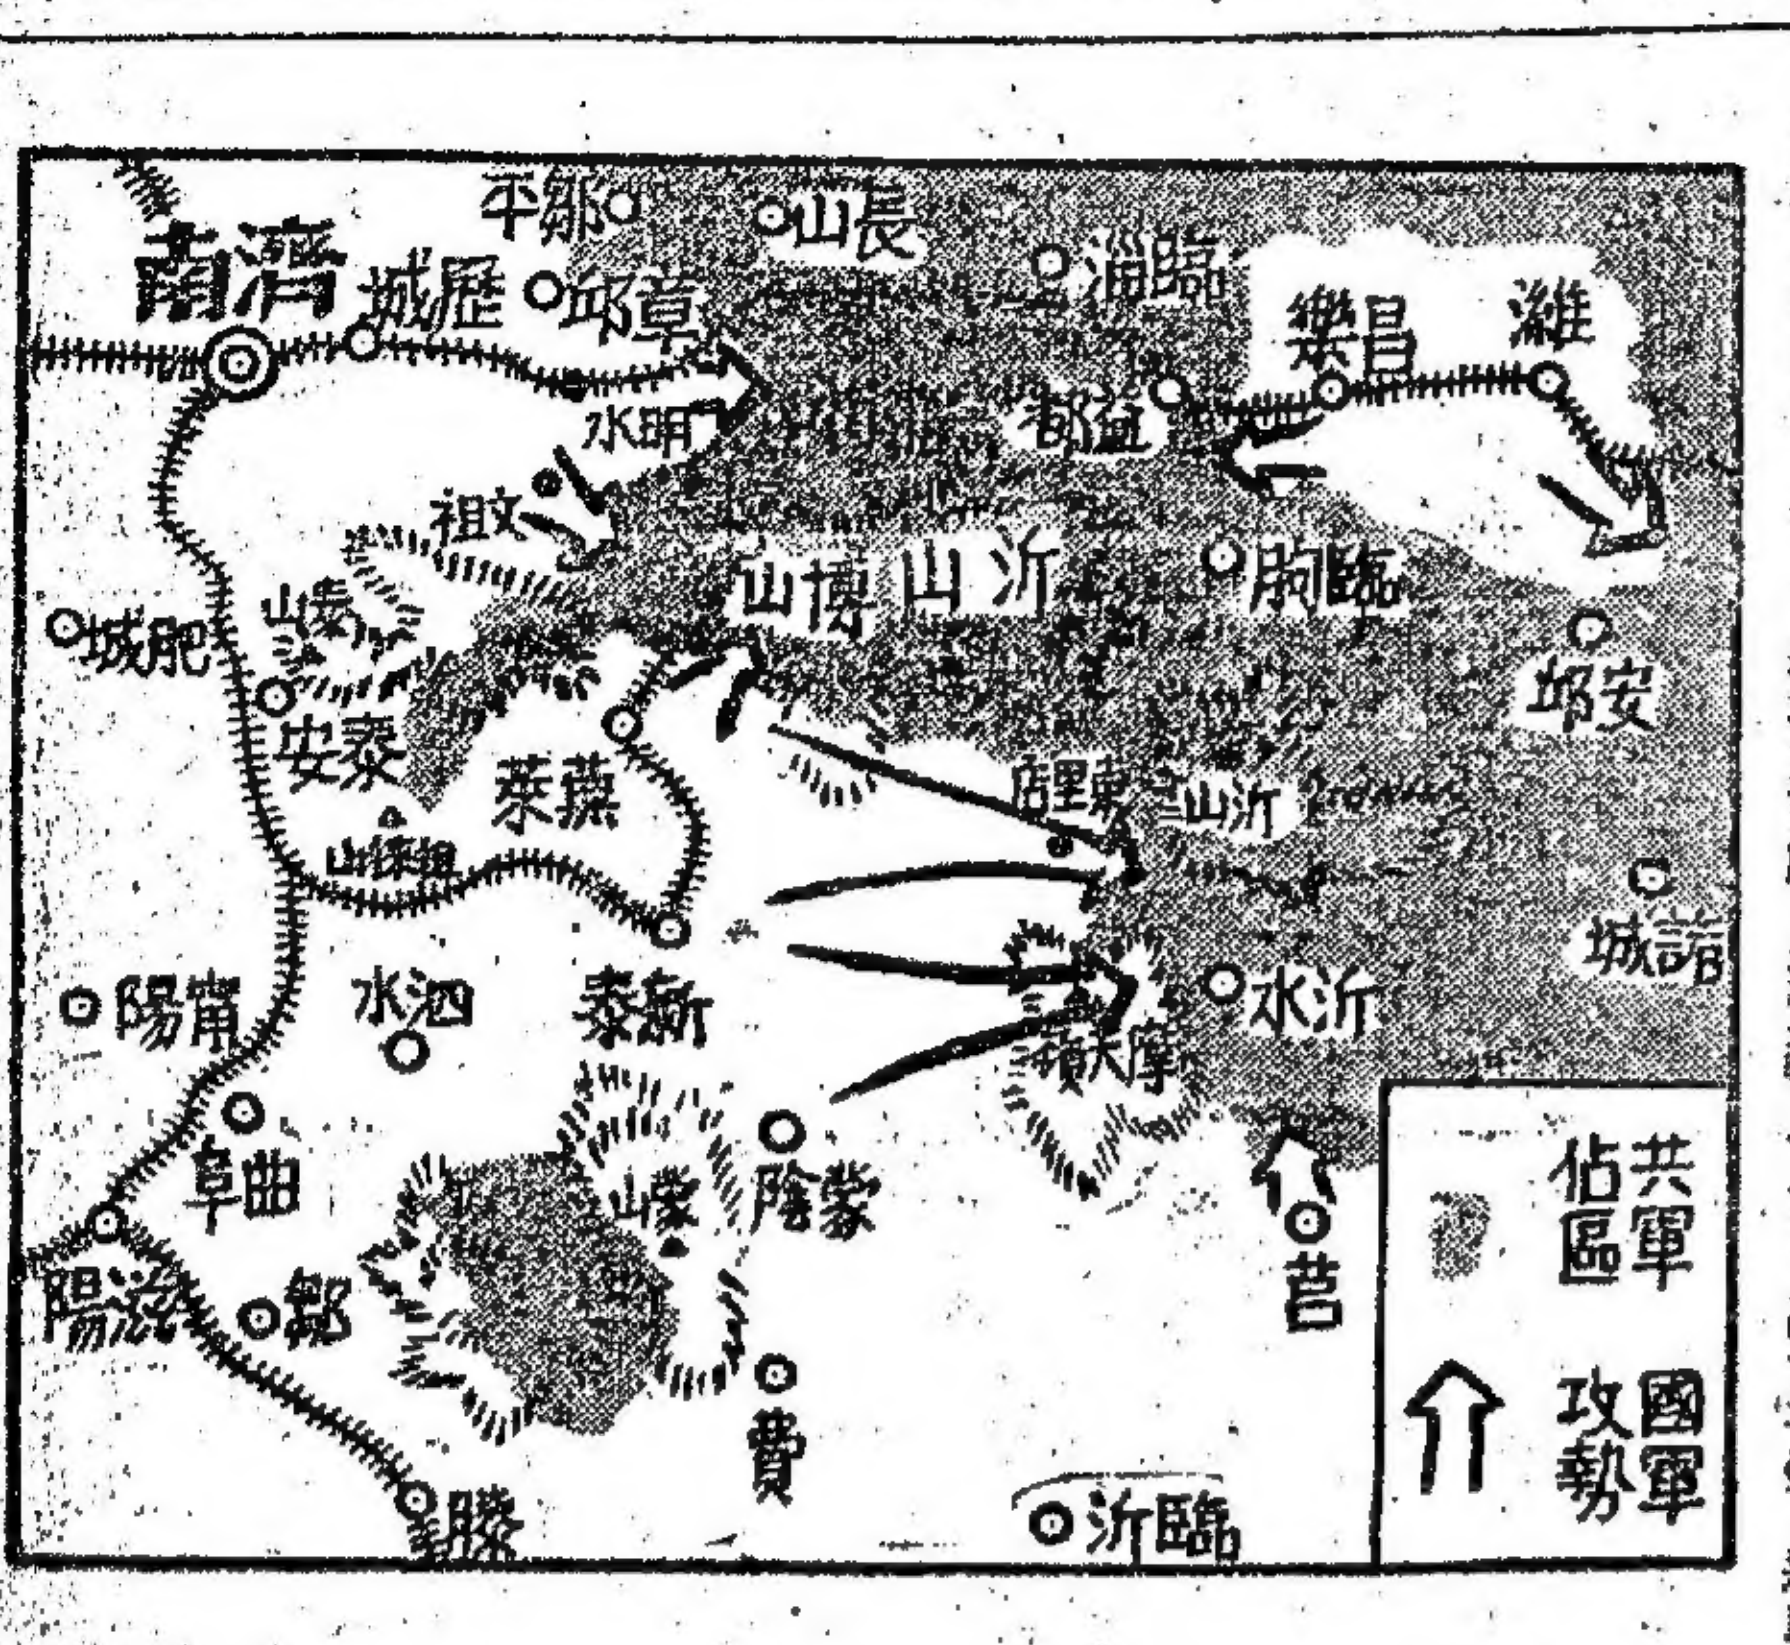 鄒平
長山
臨淄
濟南
歷城
章邱
昌樂
濰
明水
益都
文祖
博山
沂山
臨朐
泰山
肥城
安邱
泰安
萊蕪
東里店
沂山
徂徠山
諸城
甯陽
泗水
新泰
沂水
曲阜
蒙山
蒙陰
莒
滋陽
鄒
費
滕
臨沂
共軍
佔區
國軍
攻勢